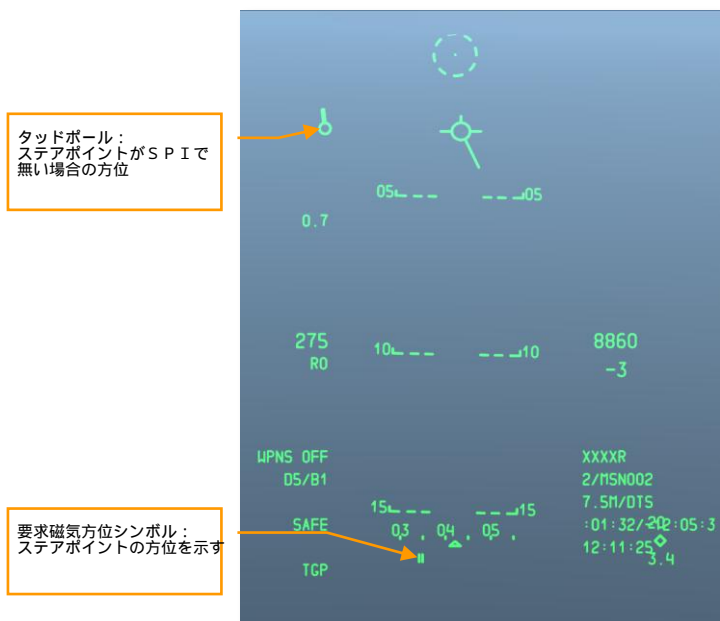 タッドポール：
ステアポイントがＳＰＩで
無い場合の方位
05 05
0.7
275 8860
10 10
R0 -3
WPNS OFF XXXXR
D5/B1 2/MSN002
15 15 7.5M/DTS
SAFE 03 04 05
12:11:25
3.4
TGP
要求磁気方位シンボル：
ステアポイントの方位を示す